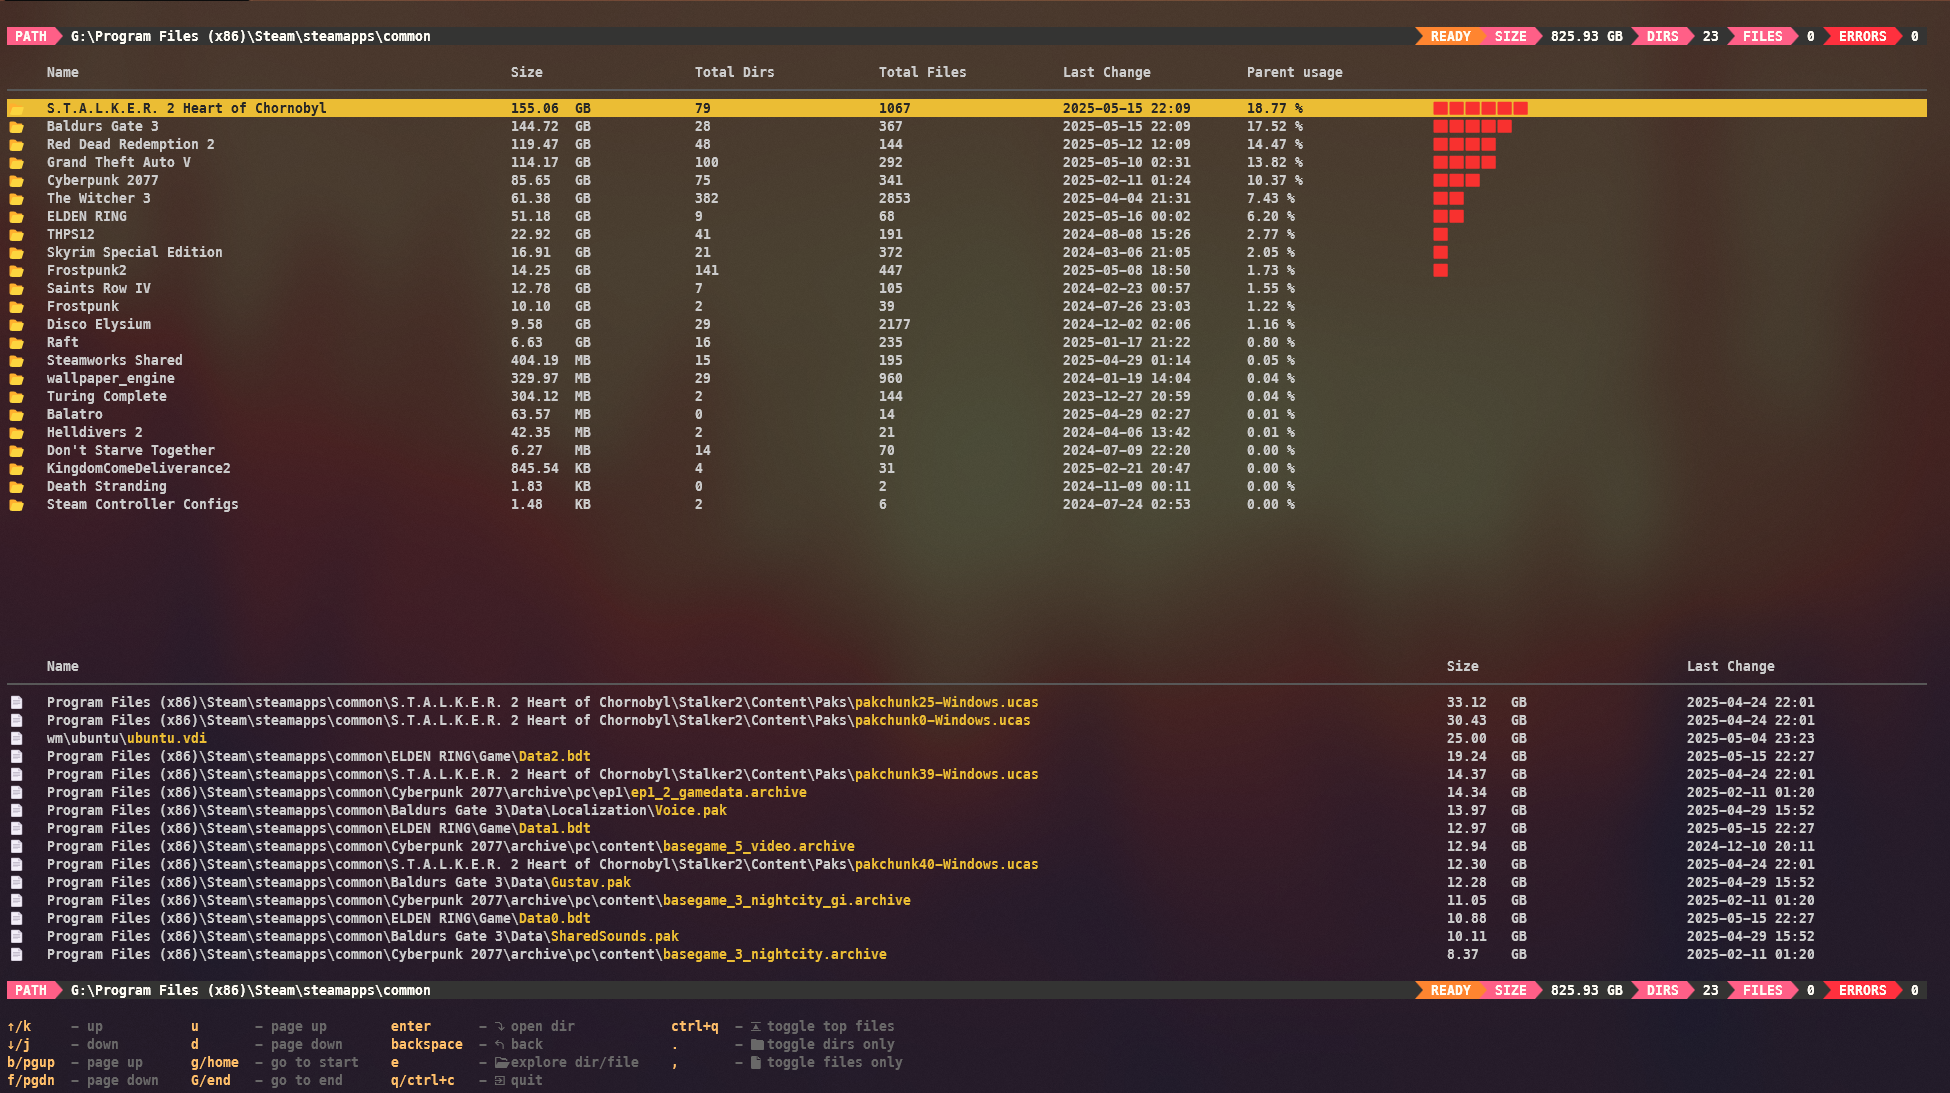 PATH G:\Program Files (x86)\Steam\steamapps\common READY SIZE 825.93 GB DIRS 23 FILES 0 ERRORS 0
Name Size Total Dirs Total Files Last Change Parent usage
S.T.A.L.K.E.R. 2 Heart of Chornobyl 155.06 GB 79 1067 2025-05-15 22:09 18.77 %
Baldurs Gate 3 144.72 GB 28 367 2025-05-15 22:09 17.52 %
Red Dead Redemption 2 119.47 GB 48 144 2025-05-12 12:09 14.47 %
Grand Theft Auto V 114.17 GB 100 292 2025-05-10 02:31 13.82 %
Cyberpunk 2077 85.65 GB 75 341 2025-02-11 01:24 10.37 %
The Witcher 3 61.38 GB 382 2853 2025-04-04 21:31 7.43 %
ELDEN RING 51.18 GB 9 68 2025-05-16 00:02 6.20 %
THPS12 22.92 GB 41 191 2024-08-08 15:26 2.77 %
Skyrim Special Edition 16.91 GB 21 372 2024-03-06 21:05 2.05 %
Frostpunk2 14.25 GB 141 447 2025-05-08 18:50 1.73 %
Saints Row IV 12.78 GB 7 105 2024-02-23 00:57 1.55 %
Frostpunk 10.10 GB 2 39 2024-07-26 23:03 1.22 %
Disco Elysium 9.58 GB 29 2177 2024-12-02 02:06 1.16 %
Raft 6.63 GB 16 235 2025-01-17 21:22 0.80 %
Steamworks Shared 404.19 MB 15 195 2025-04-29 01:14 0.05 %
wallpaper_engine 329.97 MB 29 960 2024-01-19 14:04 0.04 %
Turing Complete 304.12 MB 2 144 2023-12-27 20:59 0.04 %
Balatro 63.57 MB 0 14 2025-04-29 02:27 0.01 %
Helldivers 2 42.35 MB 2 21 2024-04-06 13:42 0.01 %
Don't Starve Together 6.27 MB 14 70 2024-07-09 22:20 0.00 %
KingdomComeDeliverance2 845.54 KB 4 31 2025-02-21 20:47 0.00 %
Death Stranding 1.83 KB 0 2 2024-11-09 00:11 0.00 %
Steam Controller Configs 1.48 KB 2 6 2024-07-24 02:53 0.00 %
Name Size Last Change
Program Files (x86)\Steam\steamapps\common\S.T.A.L.K.E.R. 2 Heart of Chornobyl\Stalker2\Content\Paks\pakchunk25-Windows.ucas 33.12 GB 2025-04-24 22:01
Program Files (x86)\Steam\steamapps\common\S.T.A.L.K.E.R. 2 Heart of Chornobyl\Stalker2\Content\Paks\pakchunk0-Windows.ucas 30.43 GB 2025-04-24 22:01
wm\ubuntu\ubuntu.vdi 25.00 GB 2025-05-04 23:23
Program Files (x86)\Steam\steamapps\common\ELDEN RING\Game\Data2.bdt 19.24 GB 2025-05-15 22:27
Program Files (x86)\Steam\steamapps\common\S.T.A.L.K.E.R. 2 Heart of Chornobyl\Stalker2\Content\Paks\pakchunk39-Windows.ucas 14.37 GB 2025-04-24 22:01
Program Files (x86)\Steam\steamapps\common\Cyberpunk 2077\archive\pc\ep1\ep1_2_gamedata.archive 14.34 GB 2025-02-11 01:20
Program Files (x86)\Steam\steamapps\common\Baldurs Gate 3\Data\Localization\Voice.pak 13.97 GB 2025-04-29 15:52
Program Files (x86)\Steam\steamapps\common\ELDEN RING\Game\Data1.bdt 12.97 GB 2025-05-15 22:27
Program Files (x86)\Steam\steamapps\common\Cyberpunk 2077\archive\pc\content\basegame_5_video.archive 12.94 GB 2024-12-10 20:11
Program Files (x86)\Steam\steamapps\common\S.T.A.L.K.E.R. 2 Heart of Chornobyl\Stalker2\Content\Paks\pakchunk40-Windows.ucas 12.30 GB 2025-04-24 22:01
Program Files (x86)\Steam\steamapps\common\Baldurs Gate 3\Data\Gustav.pak 12.28 GB 2025-04-29 15:52
Program Files (x86)\Steam\steamapps\common\Cyberpunk 2077\archive\pc\content\basegame_3_nightcity_gi.archive 11.05 GB 2025-02-11 01:20
Program Files (x86)\Steam\steamapps\common\ELDEN RING\Game\Data0.bdt 10.88 GB 2025-05-15 22:27
Program Files (x86)\Steam\steamapps\common\Baldurs Gate 3\Data\SharedSounds.pak 10.11 GB 2025-04-29 15:52
Program Files (x86)\Steam\steamapps\common\Cyberpunk 2077\archive\pc\content\basegame_3_nightcity.archive 8.37 GB 2025-02-11 01:20
PATH G:\Program Files (x86)\Steam\steamapps\common READY SIZE 825.93 GB DIRS 23 FILES 0 ERRORS 0
↑/k - up u - page up enter - open dir ctrl+q - toggle top files
↓/j - down d - page down backspace - back . - toggle dirs only
b/pgup - page up g/home - go to start e - explore dir/file , - toggle files only
f/pgdn - page down G/end - go to end q/ctrl+c - quit